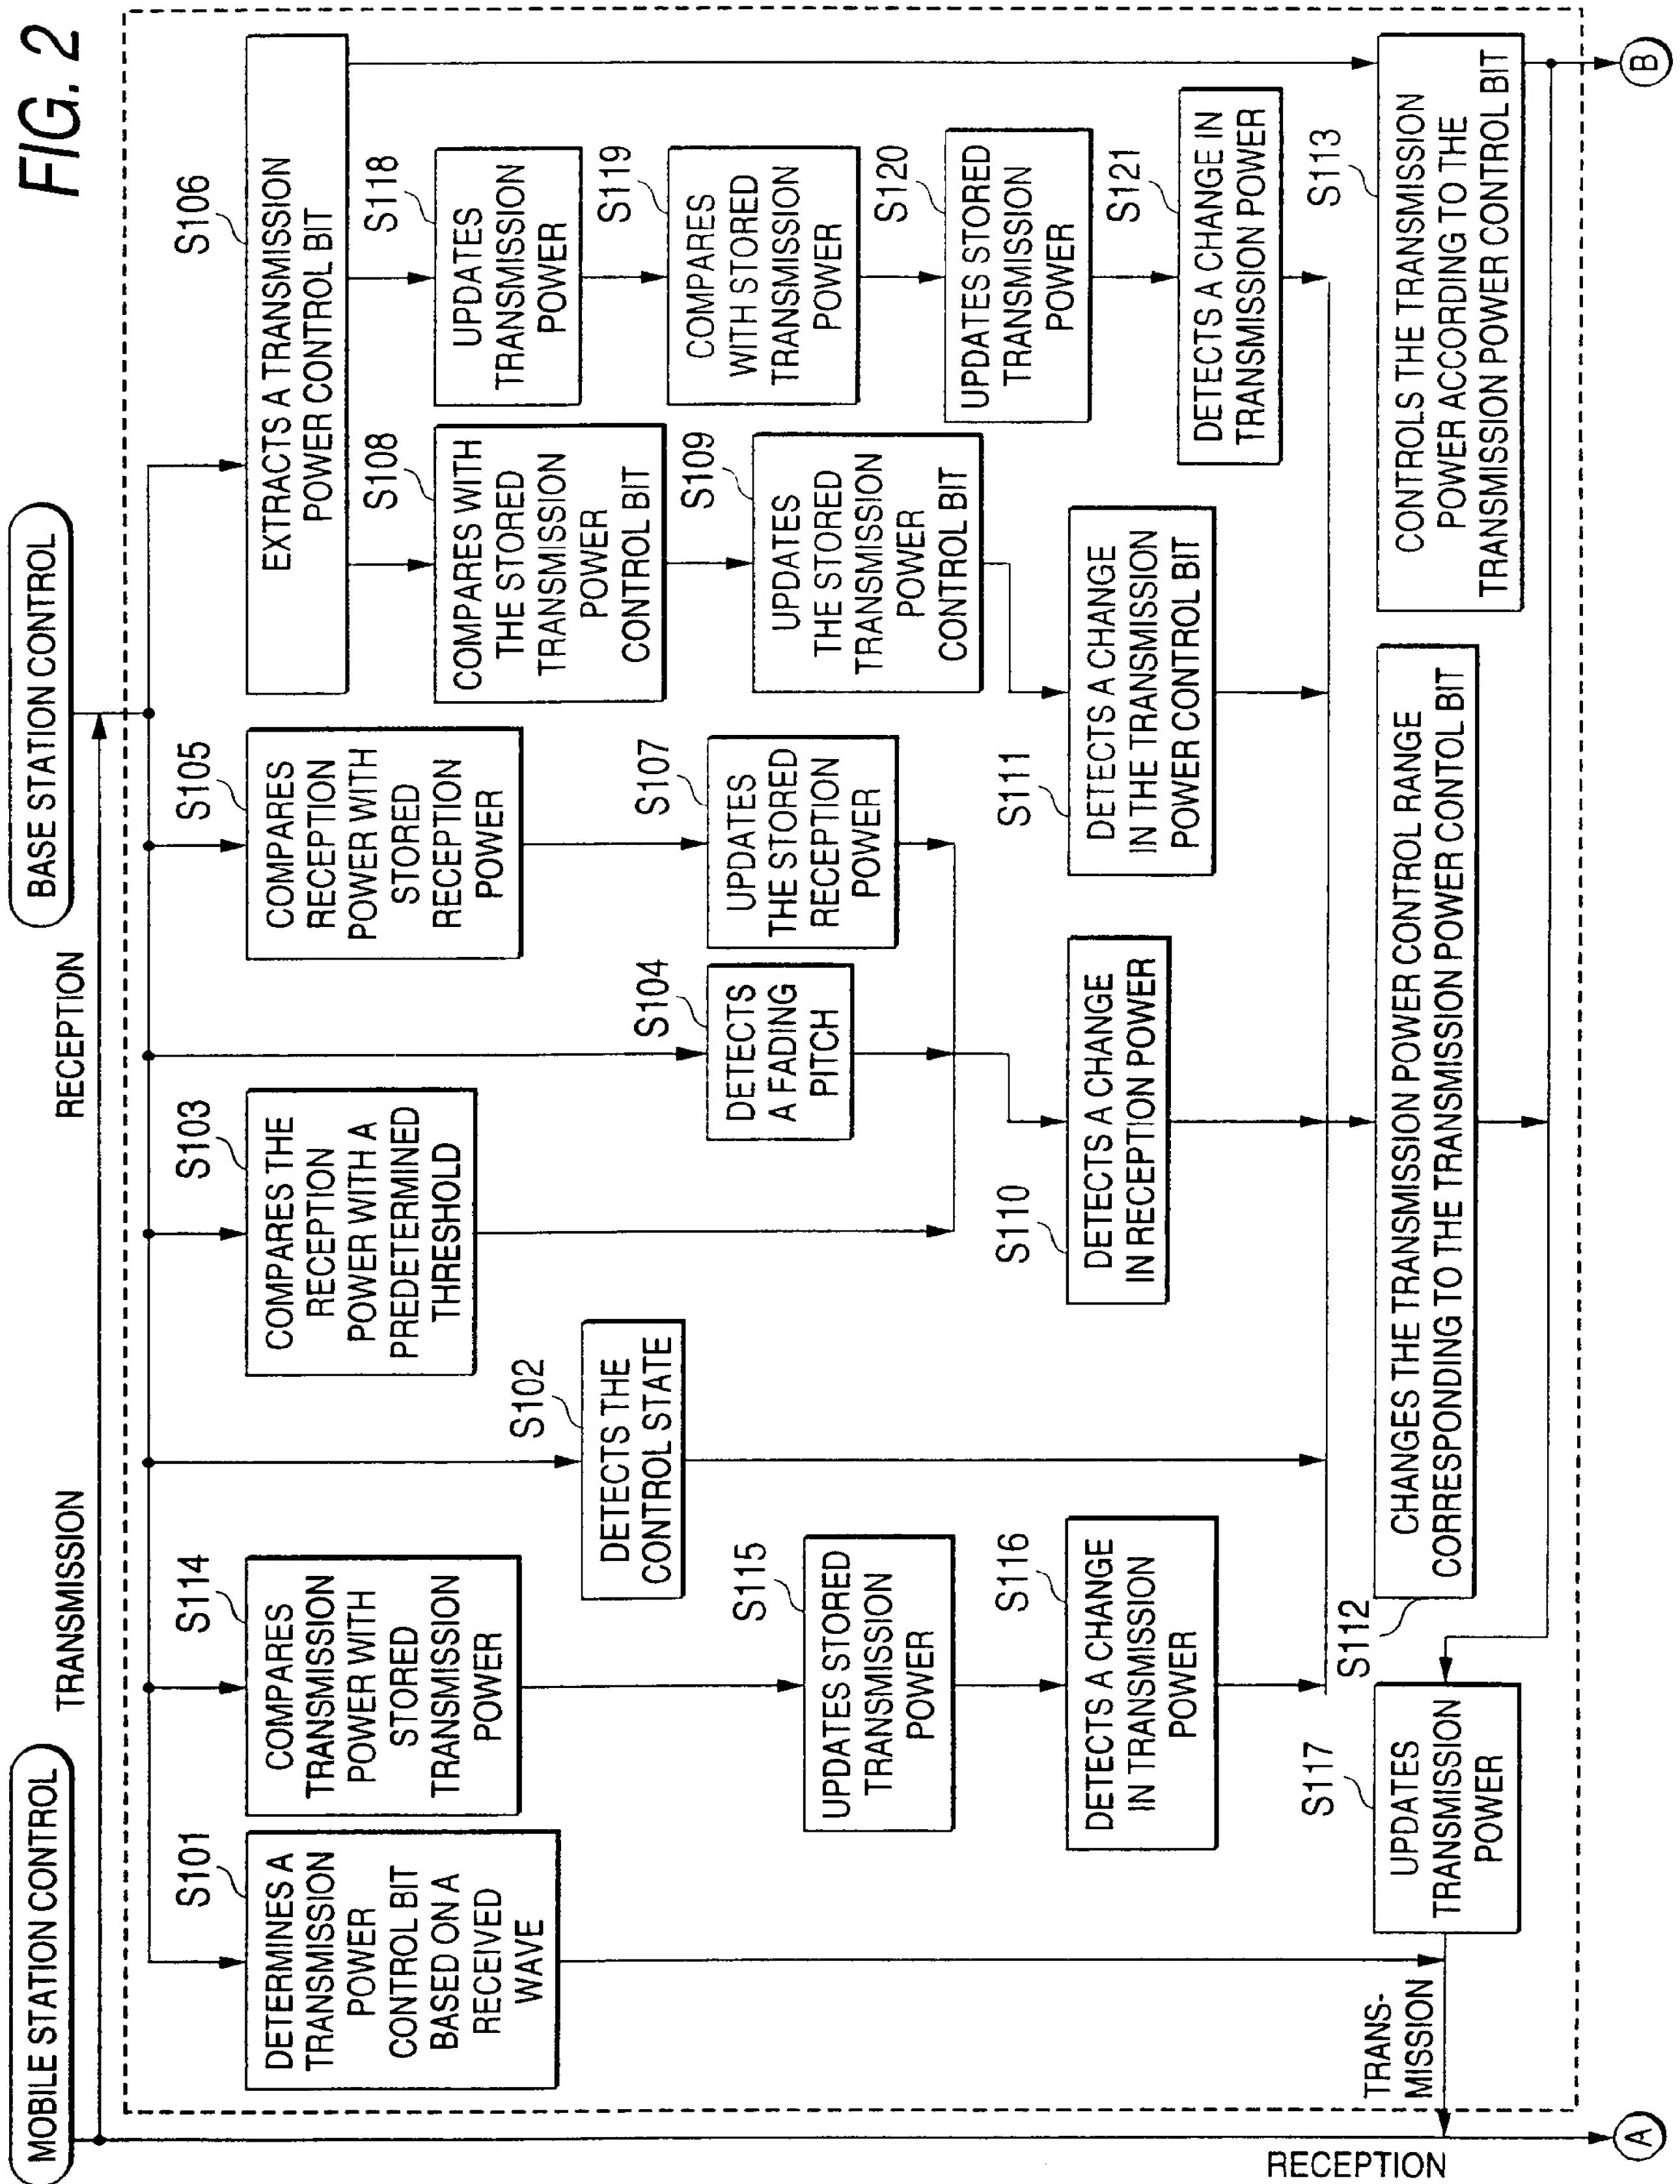 FIG. 2
MOBILE STATION CONTROL
BASE STATION CONTROL
TRANSMISSION
RECEPTION
S101
DETERMINES A
TRANSMISSION
POWER
CONTROL BIT
BASED ON A
RECEIVED
WAVE
S114
COMPARES
TRANSMISSION
POWER WITH
STORED
TRANSMISSION
POWER
S102
DETECTS THE
CONTROL STATE
S103
COMPARES THE
RECEPTION
POWER WITH A
PREDETERMINED
THRESHOLD
S104
DETECTS
A FADING
PITCH
S105
COMPARES
RECEPTION
POWER WITH
STORED
RECEPTION
POWER
S106
EXTRACTS A TRANSMISSION
POWER CONTROL BIT
S107
UPDATES
THE STORED
RECEPTION
POWER
S108
COMPARES WITH
THE STORED
TRANSMISSION
POWER
CONTROL BIT
S118
UPDATES
TRANSMISSION
POWER
S109
UPDATES
THE STORED
TRANSMISSION
POWER
CONTROL BIT
S119
COMPARES
WITH STORED
TRANSMISSION
POWER
S115
UPDATES STORED
TRANSMISSION
POWER
S120
UPDATES STORED
TRANSMISSION
POWER
S116
DETECTS A CHANGE
IN TRANSMISSION
POWER
S110
DETECTS A CHANGE
IN RECEPTION POWER
S111
DETECTS A CHANGE
IN THE TRANSMISSION
POWER CONTROL BIT
S121
DETECTS A CHANGE IN
TRANSMISSION POWER
S117
UPDATES
TRANSMISSION
POWER
S112
CHANGES THE TRANSMISSION POWER CONTROL RANGE
CORRESPONDING TO THE TRANSMISSION POWER CONTOL BIT
S113
CONTROLS THE TRANSMISSION
POWER ACCORDING TO THE
TRANSMISSION POWER CONTROL BIT
TRANS-
MISSION
RECEPTION
A
B